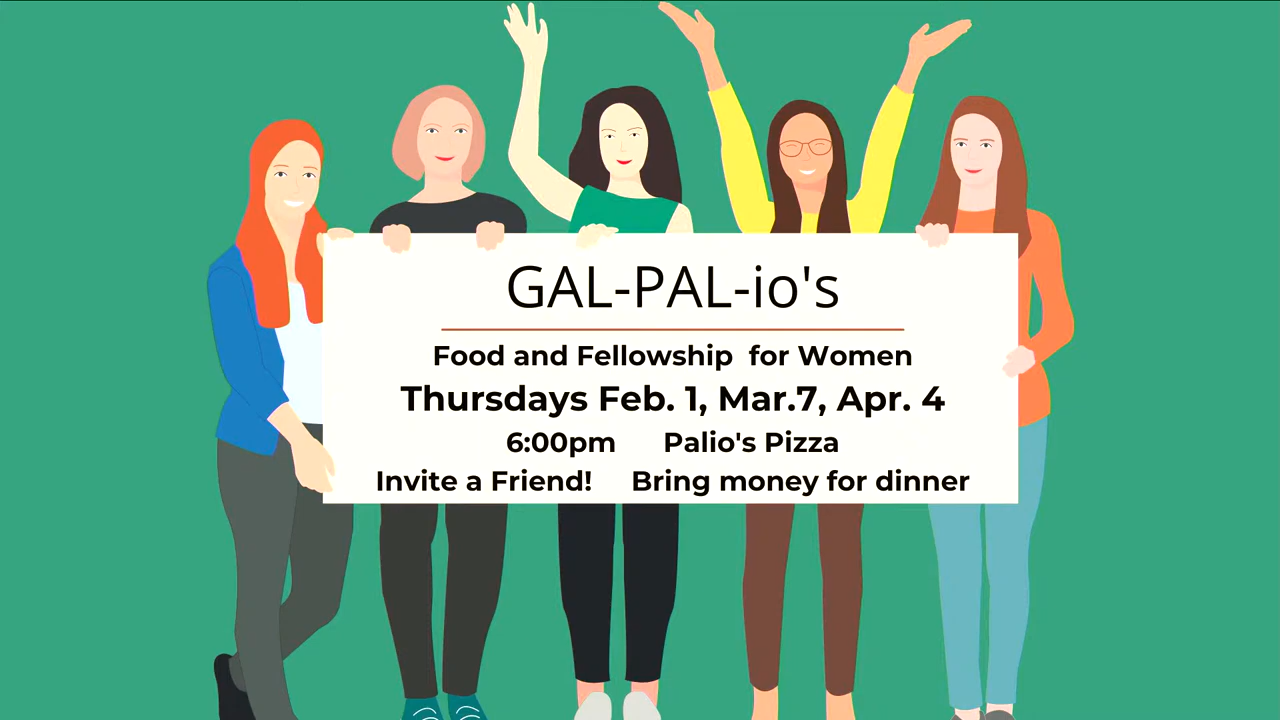 GAL-PAL-io's
Food and Fellowship  for Women
Thursdays Feb. 1, Mar.7, Apr. 4
6:00pm     Palio's Pizza
Invite a Friend!     Bring money for dinner